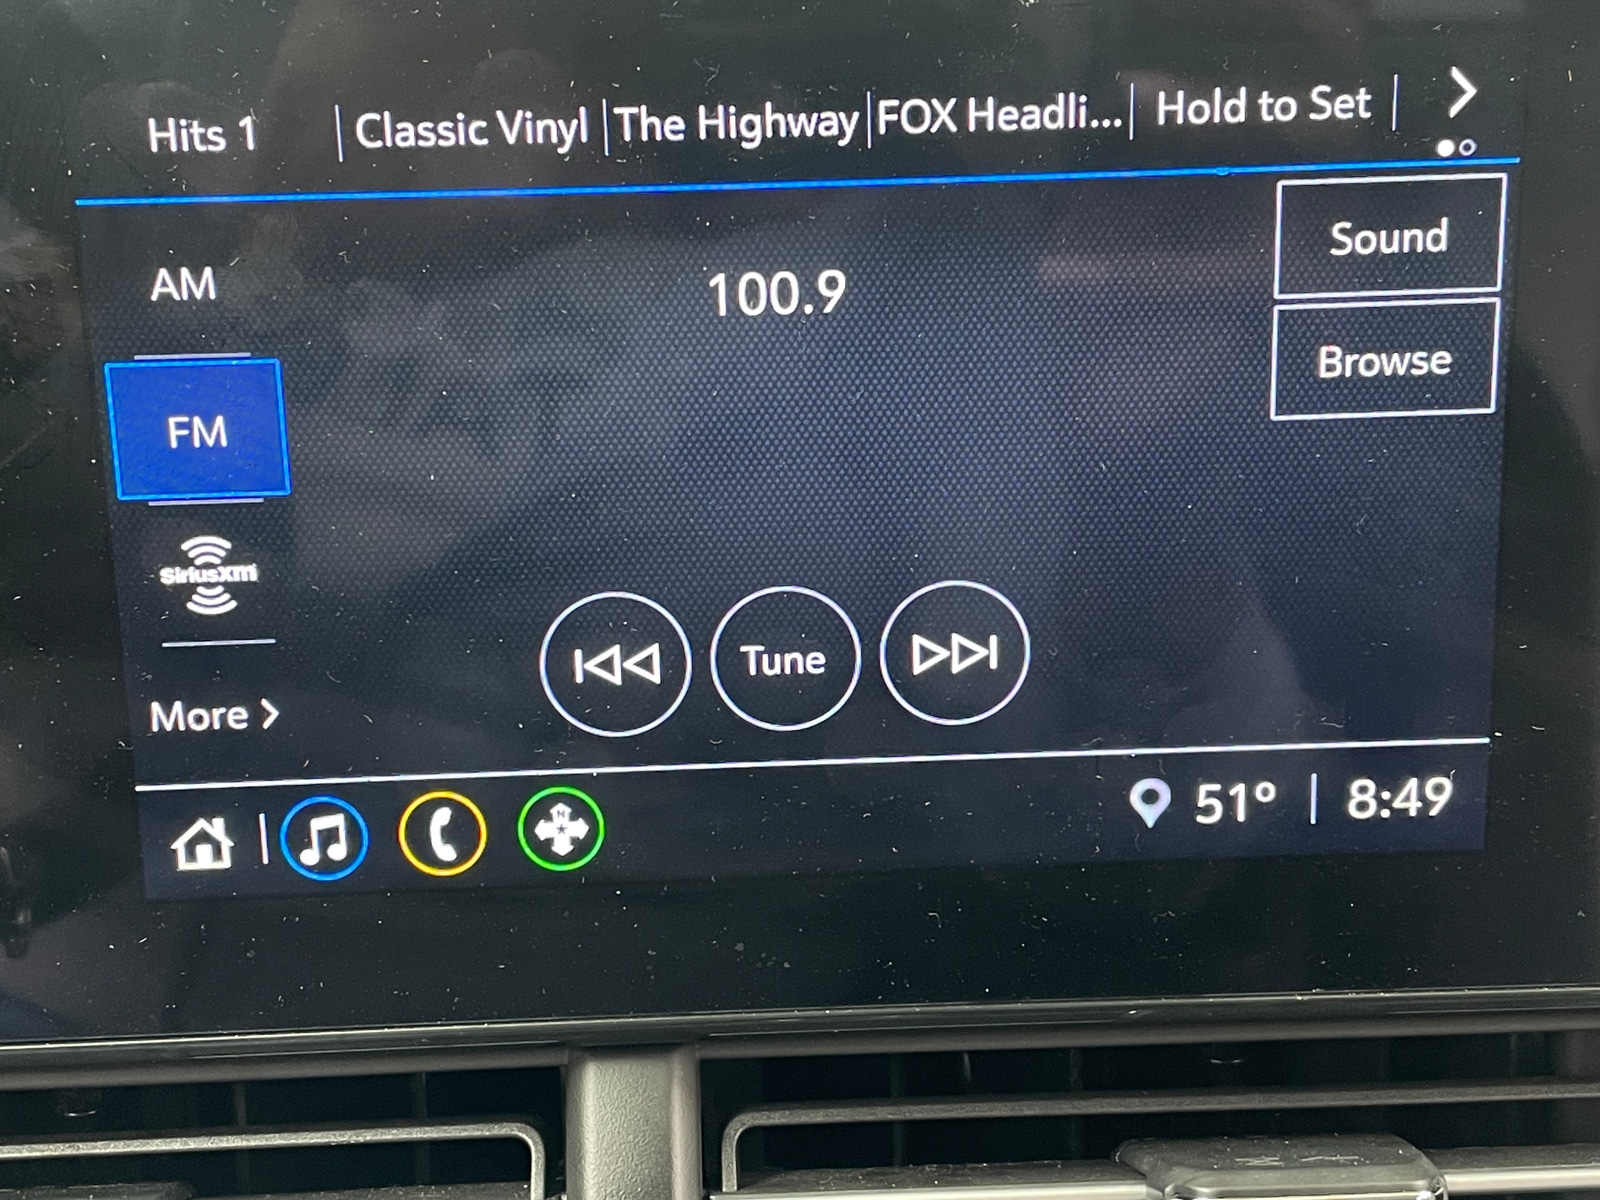 Hits 1 | Classic Vinyl | The Highway | FOX Headli... | Hold to Set |
Sound
AM
100.9
Browse
FM
SiriusXM
Tune
More >
N
51° | 8:49